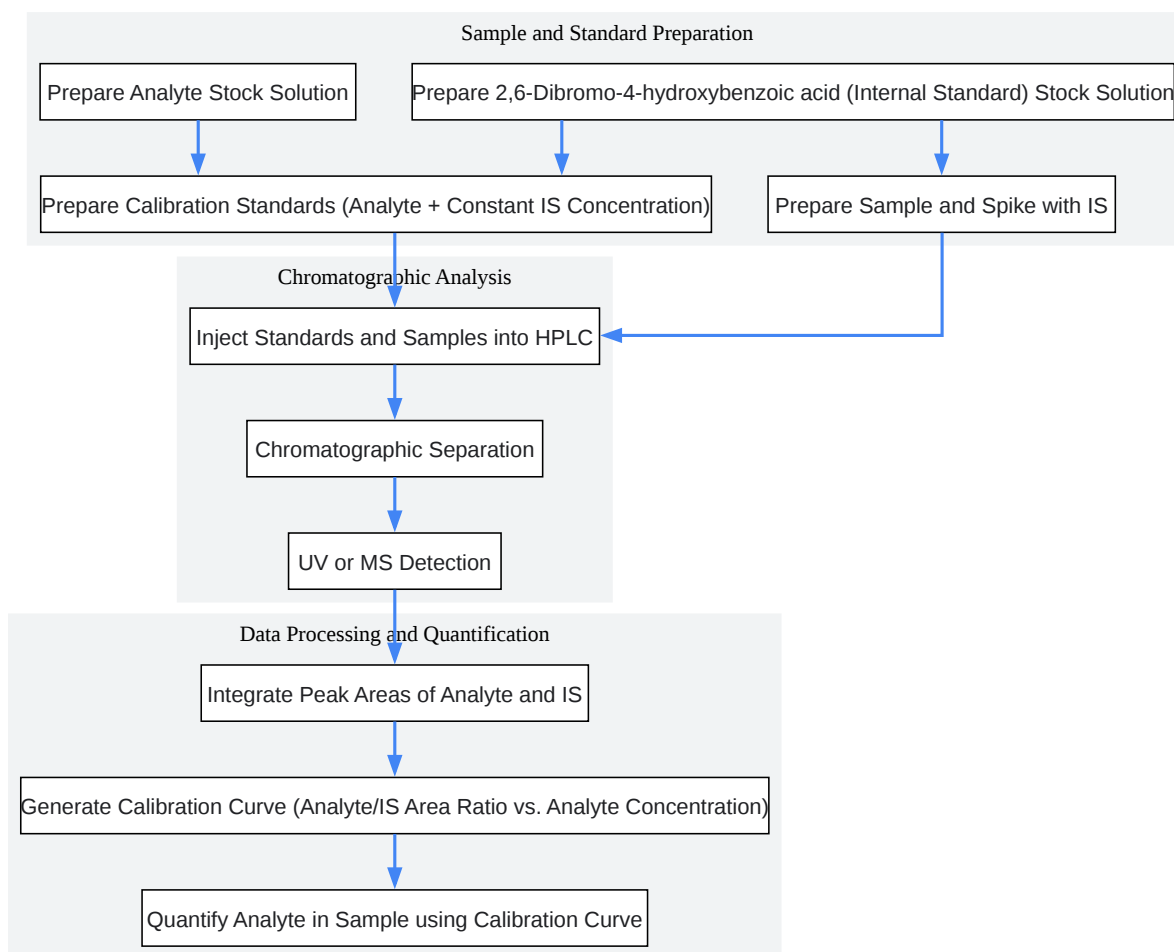 Sample and Standard Preparation
Prepare Analyte Stock Solution
Prepare 2,6-Dibromo-4-hydroxybenzoic acid (Internal Standard) Stock Solution
Prepare Calibration Standards (Analyte + Constant IS Concentration)
Prepare Sample and Spike with IS
Chromatographic Analysis
Inject Standards and Samples into HPLC
Chromatographic Separation
UV or MS Detection
Data Processing and Quantification
Integrate Peak Areas of Analyte and IS
Generate Calibration Curve (Analyte/IS Area Ratio vs. Analyte Concentration)
Quantify Analyte in Sample using Calibration Curve